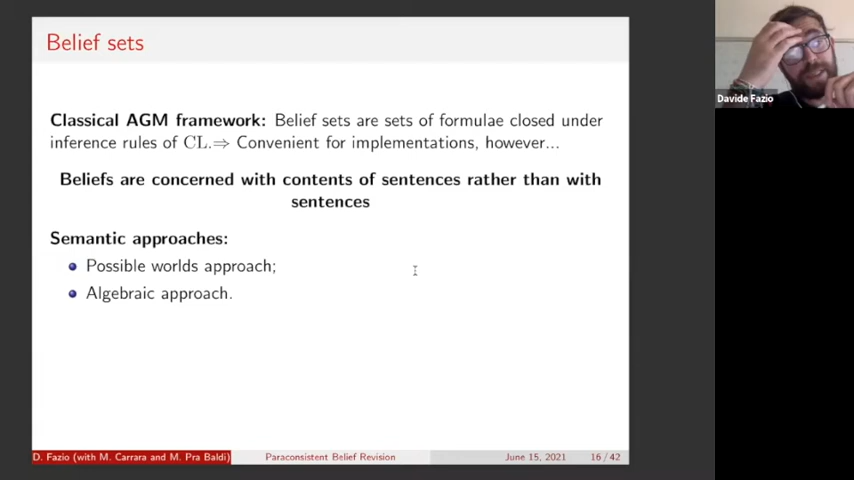 Belief sets
Classical AGM framework: Belief sets are sets of formulae closed under
inference rules of CL.⇒ Convenient for implementations, however...
Beliefs are concerned with contents of sentences rather than with
sentences
Semantic approaches:
Possible worlds approach;
Algebraic approach.
D. Fazio (with M. Carrara and M. Pra Baldi) Paraconsistent Belief Revision June 15, 2021 16 / 42
Davide Fazio